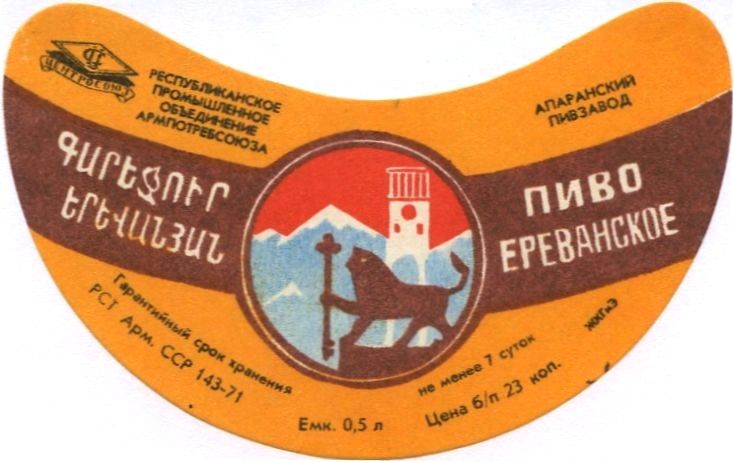 ЦЕНТРОСОЮЗ
РЕСПУБЛИКАНСКОЕ
ПРОМЫШЛЕННОЕ
ОБЪЕДИНЕНИЕ
АРМПОТРЕБСОЮЗА
АПАРАНСКИЙ
ПИВЗАВОД
ԳԱՐԵՋՈՒՐ
ԵՐԵՎԱՆՅԱՆ
ПИВО
ЕРЕВАНСКОЕ
Гарантийный срок хранения
не менее 7 суток
РСТ Арм. ССР 143-71
Емк. 0,5 л
Цена б/п 23 коп.
ЖКГиЭ